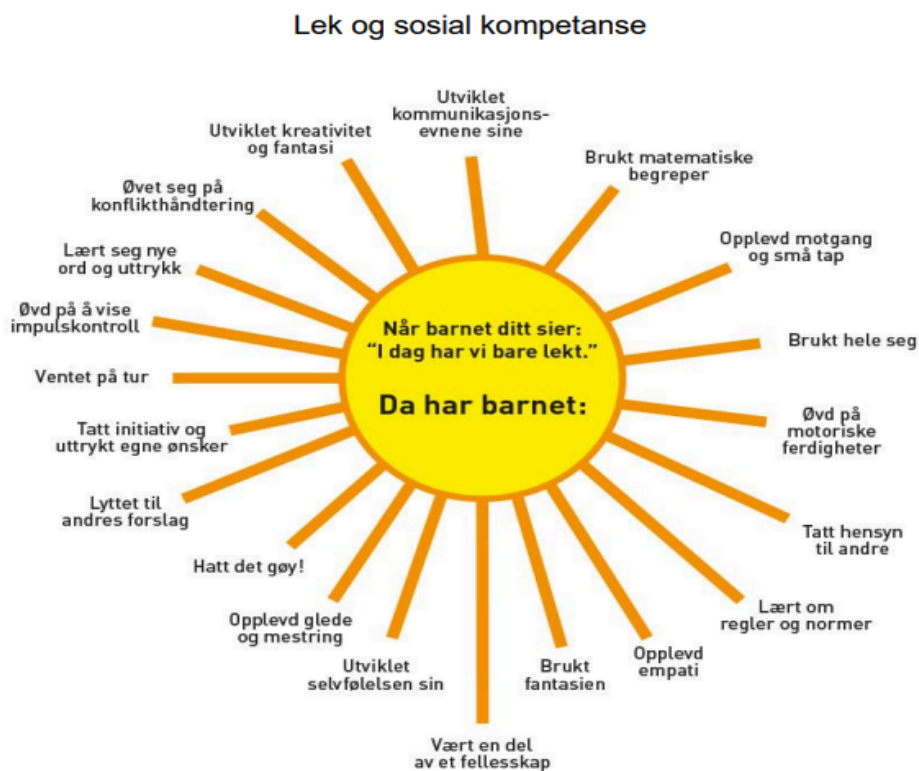 Lek og sosial kompetanse
Utviklet
kommunikasjons-
evnene sine
Utviklet kreativitet
og fantasi
Brukt matematiske
begreper
Øvet seg på
konflikthåndtering
Opplevd motgang
og små tap
Lært seg nye
ord og uttrykk
Øvd på å vise
impulskontroll
Når barnet ditt sier:
“I dag har vi bare lekt.”
Da har barnet:
Brukt hele seg
Ventet på tur
Tatt initiativ og
uttrykt egne ønsker
Øvd på
motoriske
ferdigheter
Lyttet til
andres forslag
Tatt hensyn
til andre
Hatt det gøy!
Lært om
regler og normer
Opplevd glede
og mestring
Utviklet
selvfølelsen sin
Brukt
fantasien
Opplevd
empati
Vært en del
av et fellesskap